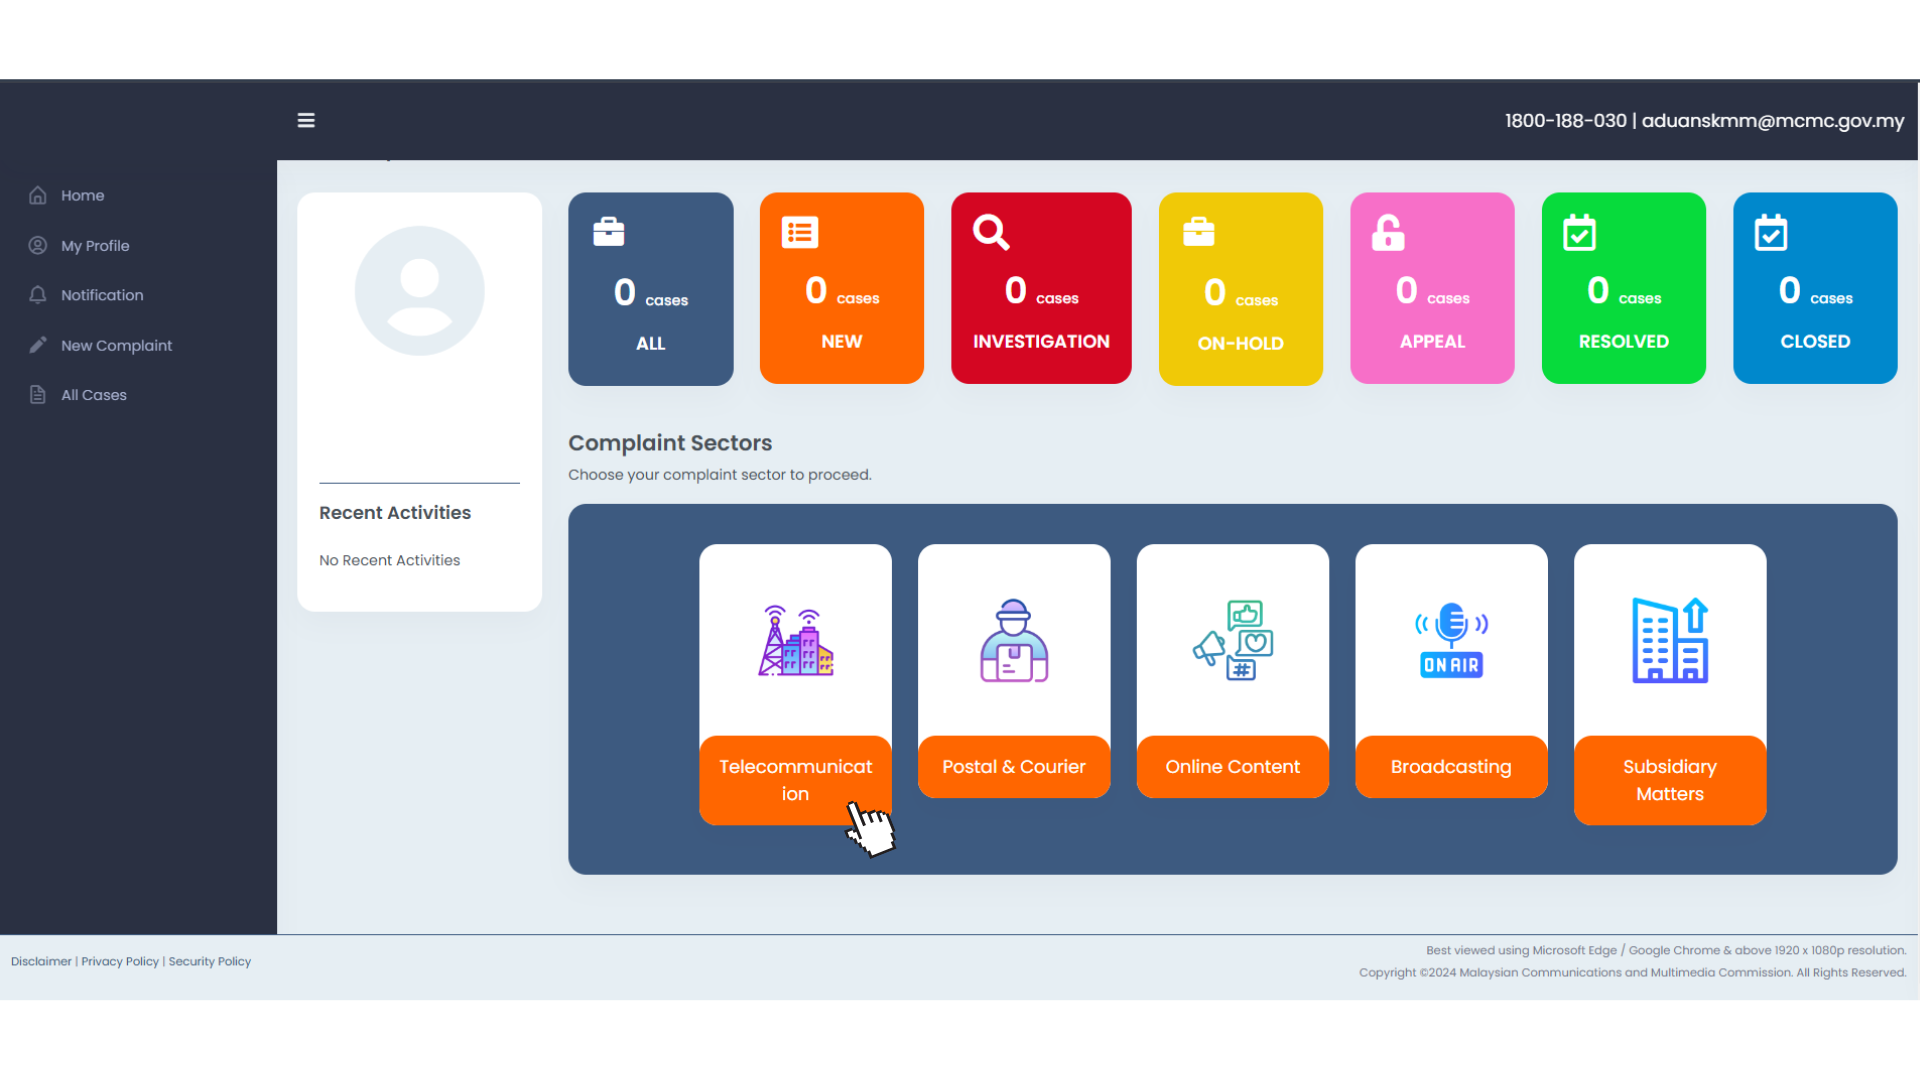 1800-188-030 | aduanskmm@mcmc.gov.my
Home
My Profile
Notification
New Complaint
All Cases
Recent Activities
No Recent Activities
0 cases
ALL
0 cases
NEW
0 cases
INVESTIGATION
0 cases
ON-HOLD
0 cases
APPEAL
0 cases
RESOLVED
0 cases
CLOSED
Complaint Sectors
Choose your complaint sector to proceed.
Telecommunicat
ion
Postal & Courier
#
Online Content
ON AIR
Broadcasting
Subsidiary
Matters
Disclaimer | Privacy Policy | Security Policy
Best viewed using Microsoft Edge / Google Chrome & above 1920 x 1080p resolution.
Copyright ©2024 Malaysian Communications and Multimedia Commission. All Rights Reserved.